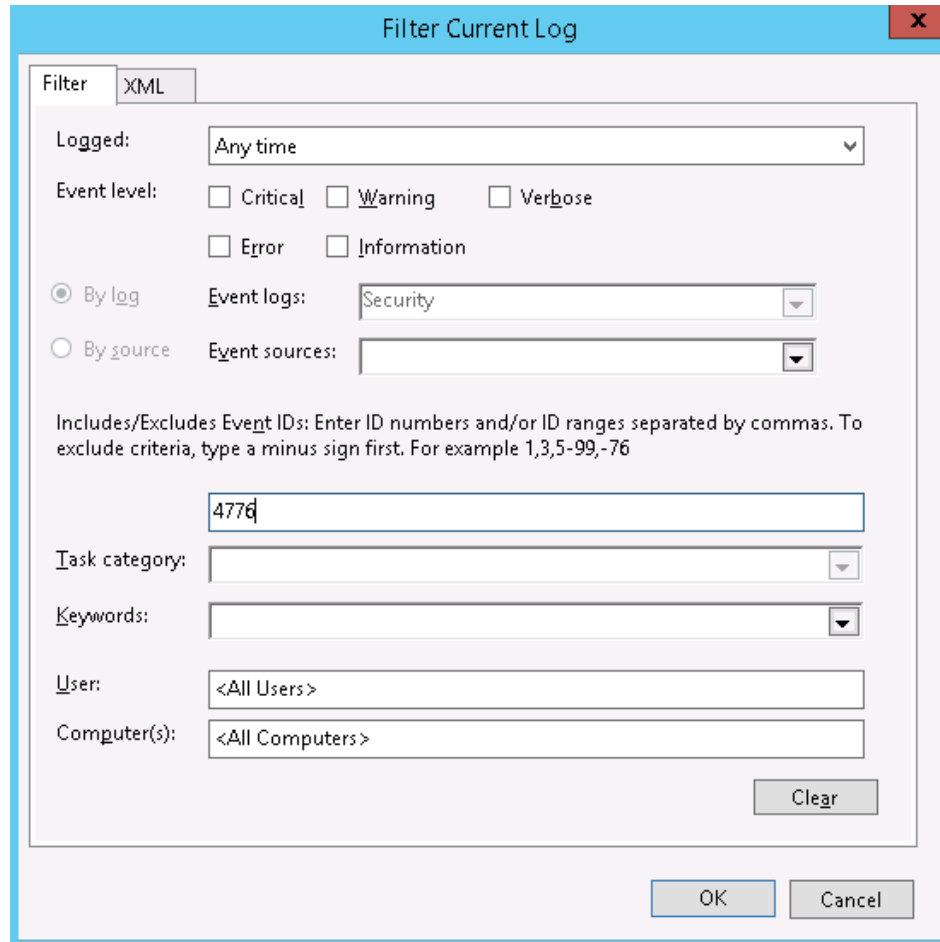 Filter Current Log
x
Filter XML
Logged: Any time
Event level: Critical Warning Verbose
Error Information
By log Event logs: Security
By source Event sources:
Includes/Excludes Event IDs: Enter ID numbers and/or ID ranges separated by commas. To
exclude criteria, type a minus sign first. For example 1,3,5-99,-76
4776
Task category:
Keywords:
User: <All Users>
Computer(s): <All Computers>
Clear
OK Cancel